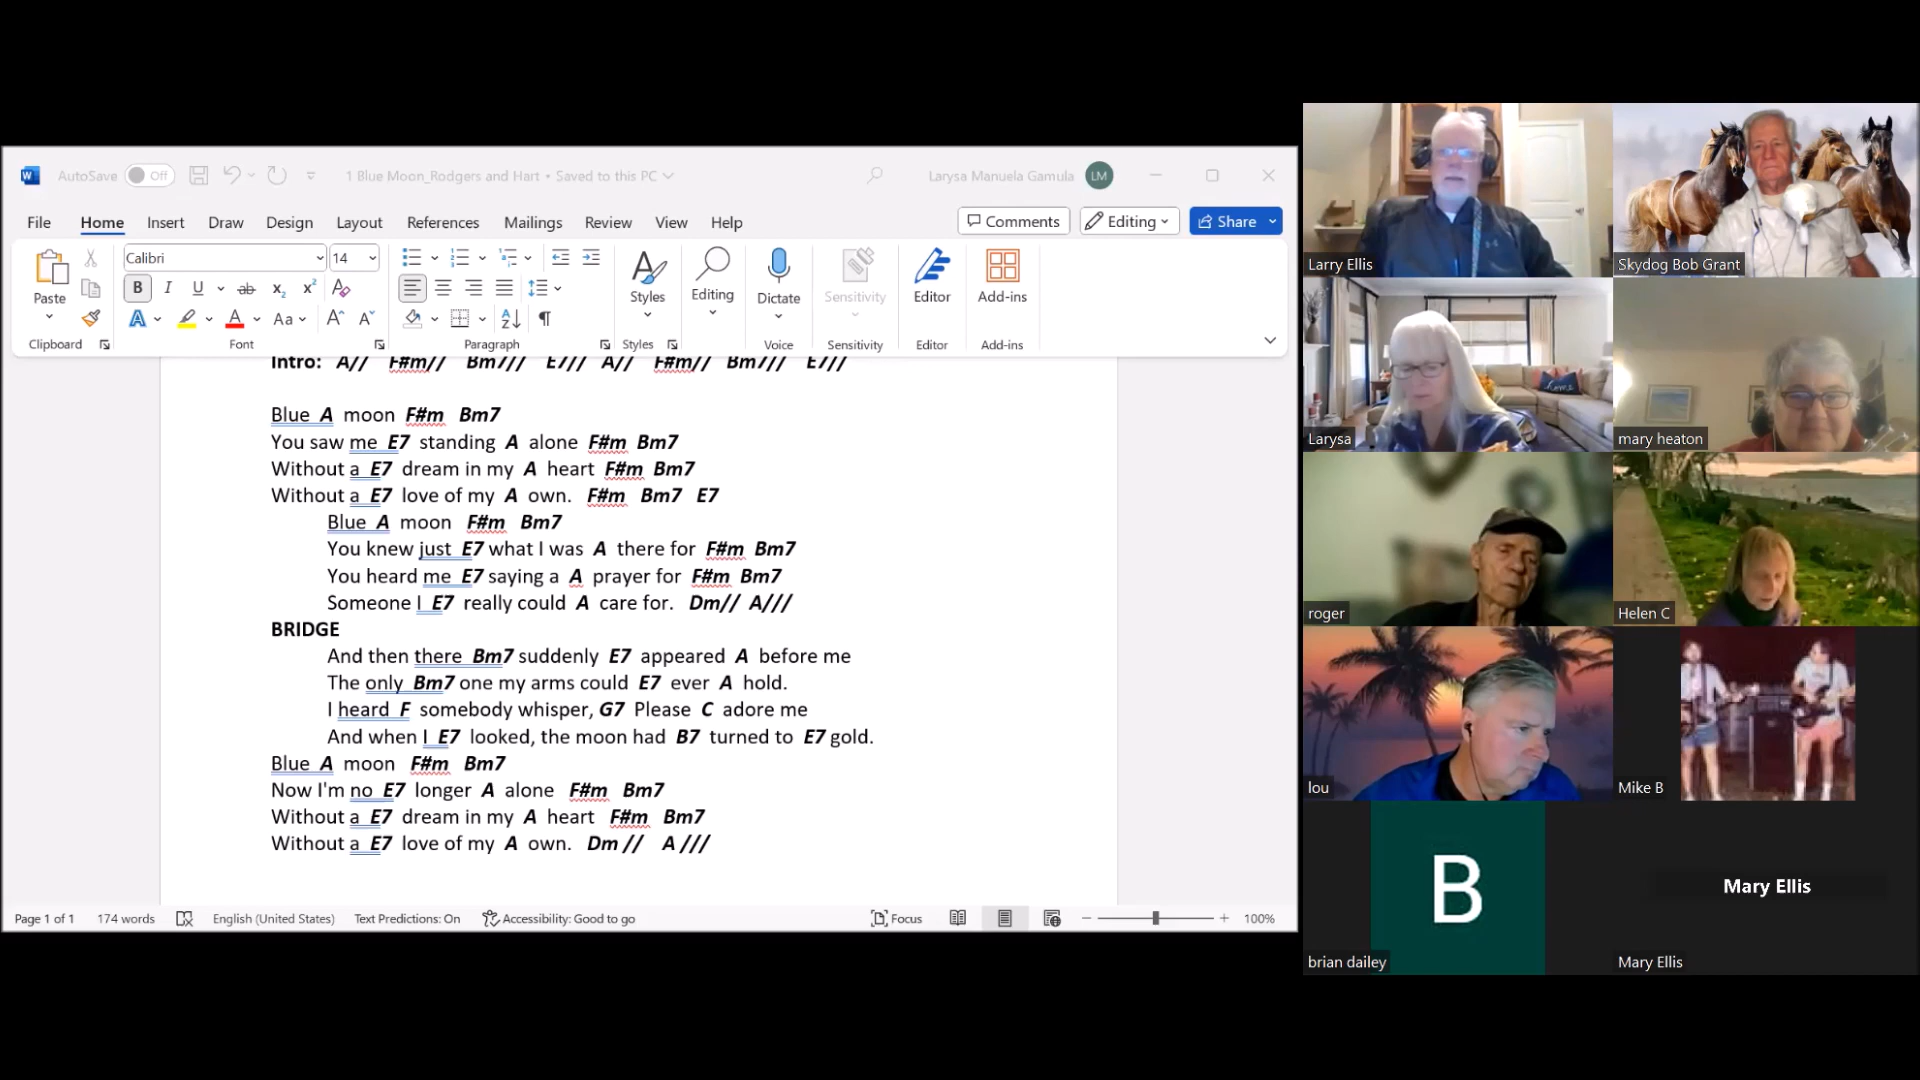 AutoSave Off 1 Blue Moon_Rodgers and Hart • Saved to this PC Larysa Manuela Gamula LM
File Home Insert Draw Design Layout References Mailings Review View Help Comments Editing Share
Calibri 14
B I U ab x₂ x² A
A A Aa A A
Paste Styles Editing Dictate Sensitivity Editor Add-ins
Clipboard Font Paragraph Styles Voice Sensitivity Editor Add-ins
Intro: A// F#m// Bm7/// E7/// A// F#m// Bm7/// E7///
Blue A moon F#m Bm7
You saw me E7 standing A alone F#m Bm7
Without a E7 dream in my A heart F#m Bm7
Without a E7 love of my A own. F#m Bm7 E7
Blue A moon F#m Bm7
You knew just E7 what I was A there for F#m Bm7
You heard me E7 saying a A prayer for F#m Bm7
Someone I E7 really could A care for. Dm// A///
BRIDGE
And then there Bm7 suddenly E7 appeared A before me
The only Bm7 one my arms could E7 ever A hold.
I heard F somebody whisper, G7 Please C adore me
And when I E7 looked, the moon had B7 turned to E7 gold.
Blue A moon F#m Bm7
Now I'm no E7 longer A alone F#m Bm7
Without a E7 dream in my A heart F#m Bm7
Without a E7 love of my A own. Dm // A ///
Page 1 of 1 174 words English (United States) Text Predictions: On Accessibility: Good to go Focus 100%
Larry Ellis
Skydog Bob Grant
Larysa
home
mary heaton
roger
Helen C
lou
Mike B
B
brian dailey
Mary Ellis
Mary Ellis